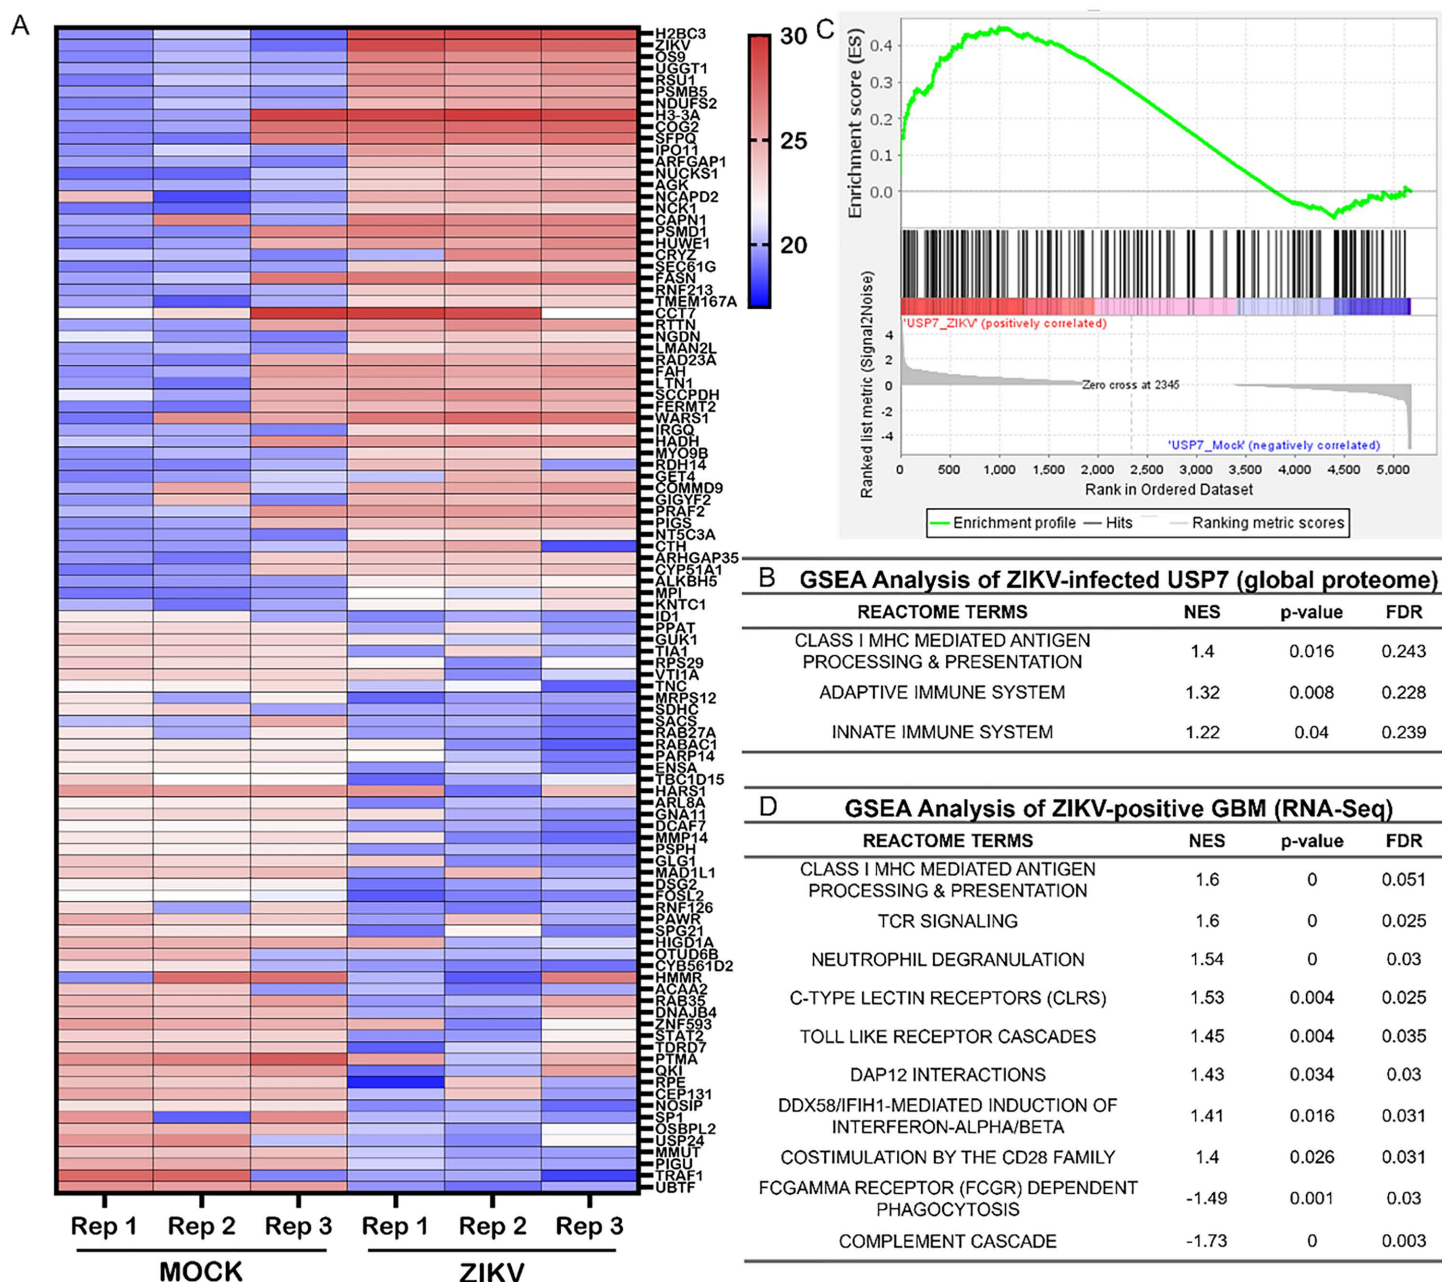 A
H2BC3
ZIKV
OS9
UGGT1
RSU1
PSMB5
NDUFS2
H3-3A
COG2
SFPQ
IPO11
ARFGAP1
NUCKS1
AGK
NCAPD2
NCK1
CAPN1
PSMD1
HUWE1
CRYZ
SEC61G
FASN
RNF213
TMEM167A
CCT7
RTTN
NGDN
LMAN2L
RAD23A
FAH
LTN1
SCCPDH
FERMT2
WARS1
IRGQ
HADH
MYO9B
RDH14
GET4
COMMD9
GIGYF2
PRAF2
PIGS
NT5C3A
CTH
ARHGAP35
CYP51A1
ALKBH5
MPI
KNTC1
ID1
PPAT
GUK1
TIA1
RPS29
VTI1A
TNC
MRPS12
SDHC
SACS
RAB27A
RABAC1
PARP14
ENSA
TBC1D15
HARS1
ARL8A
GNA11
DCAF7
MMP14
PSPH
GLG1
MAD1L1
DSG2
FOSL2
RNF126
PAWR
SPG21
HIGD1A
OTUD6B
CYB561D2
HMMR
ACAA2
RAB35
DNAJB4
ZNF593
STAT2
TDRD7
PTMA
QKI
RPE
CEP131
NOSIP
SP1
OSBPL2
USP24
MMUT
PIGU
TRAF1
UBTF
Rep 1 Rep 2 Rep 3 Rep 1 Rep 2 Rep 3
MOCK ZIKV
30
25
20
C
Enrichment score (ES)
0.4
0.3
0.2
0.1
0.0
'USP7_ZIKV' (positively correlated)
Ranked list metric (Signal2Noise)
4
2
0
-2
-4
Zero cross at 2345
'USP7_Mock' (negatively correlated)
0 500 1,000 1,500 2,000 2,500 3,000 3,500 4,000 4,500 5,000
Rank in Ordered Dataset
Enrichment profile Hits Ranking metric scores
B GSEA Analysis of ZIKV-infected USP7 (global proteome)
REACTOME TERMS NES p-value FDR
CLASS I MHC MEDIATED ANTIGEN
PROCESSING & PRESENTATION 1.4 0.016 0.243
ADAPTIVE IMMUNE SYSTEM 1.32 0.008 0.228
INNATE IMMUNE SYSTEM 1.22 0.04 0.239
D GSEA Analysis of ZIKV-positive GBM (RNA-Seq)
REACTOME TERMS NES p-value FDR
CLASS I MHC MEDIATED ANTIGEN
PROCESSING & PRESENTATION 1.6 0 0.051
TCR SIGNALING 1.6 0 0.025
NEUTROPHIL DEGRANULATION 1.54 0 0.03
C-TYPE LECTIN RECEPTORS (CLRS) 1.53 0.004 0.025
TOLL LIKE RECEPTOR CASCADES 1.45 0.004 0.035
DAP12 INTERACTIONS 1.43 0.034 0.03
DDX58/IFIH1-MEDIATED INDUCTION OF
INTERFERON-ALPHA/BETA 1.41 0.016 0.031
COSTIMULATION BY THE CD28 FAMILY 1.4 0.026 0.031
FCGAMMA RECEPTOR (FCGR) DEPENDENT
PHAGOCYTOSIS -1.49 0.001 0.03
COMPLEMENT CASCADE -1.73 0 0.003